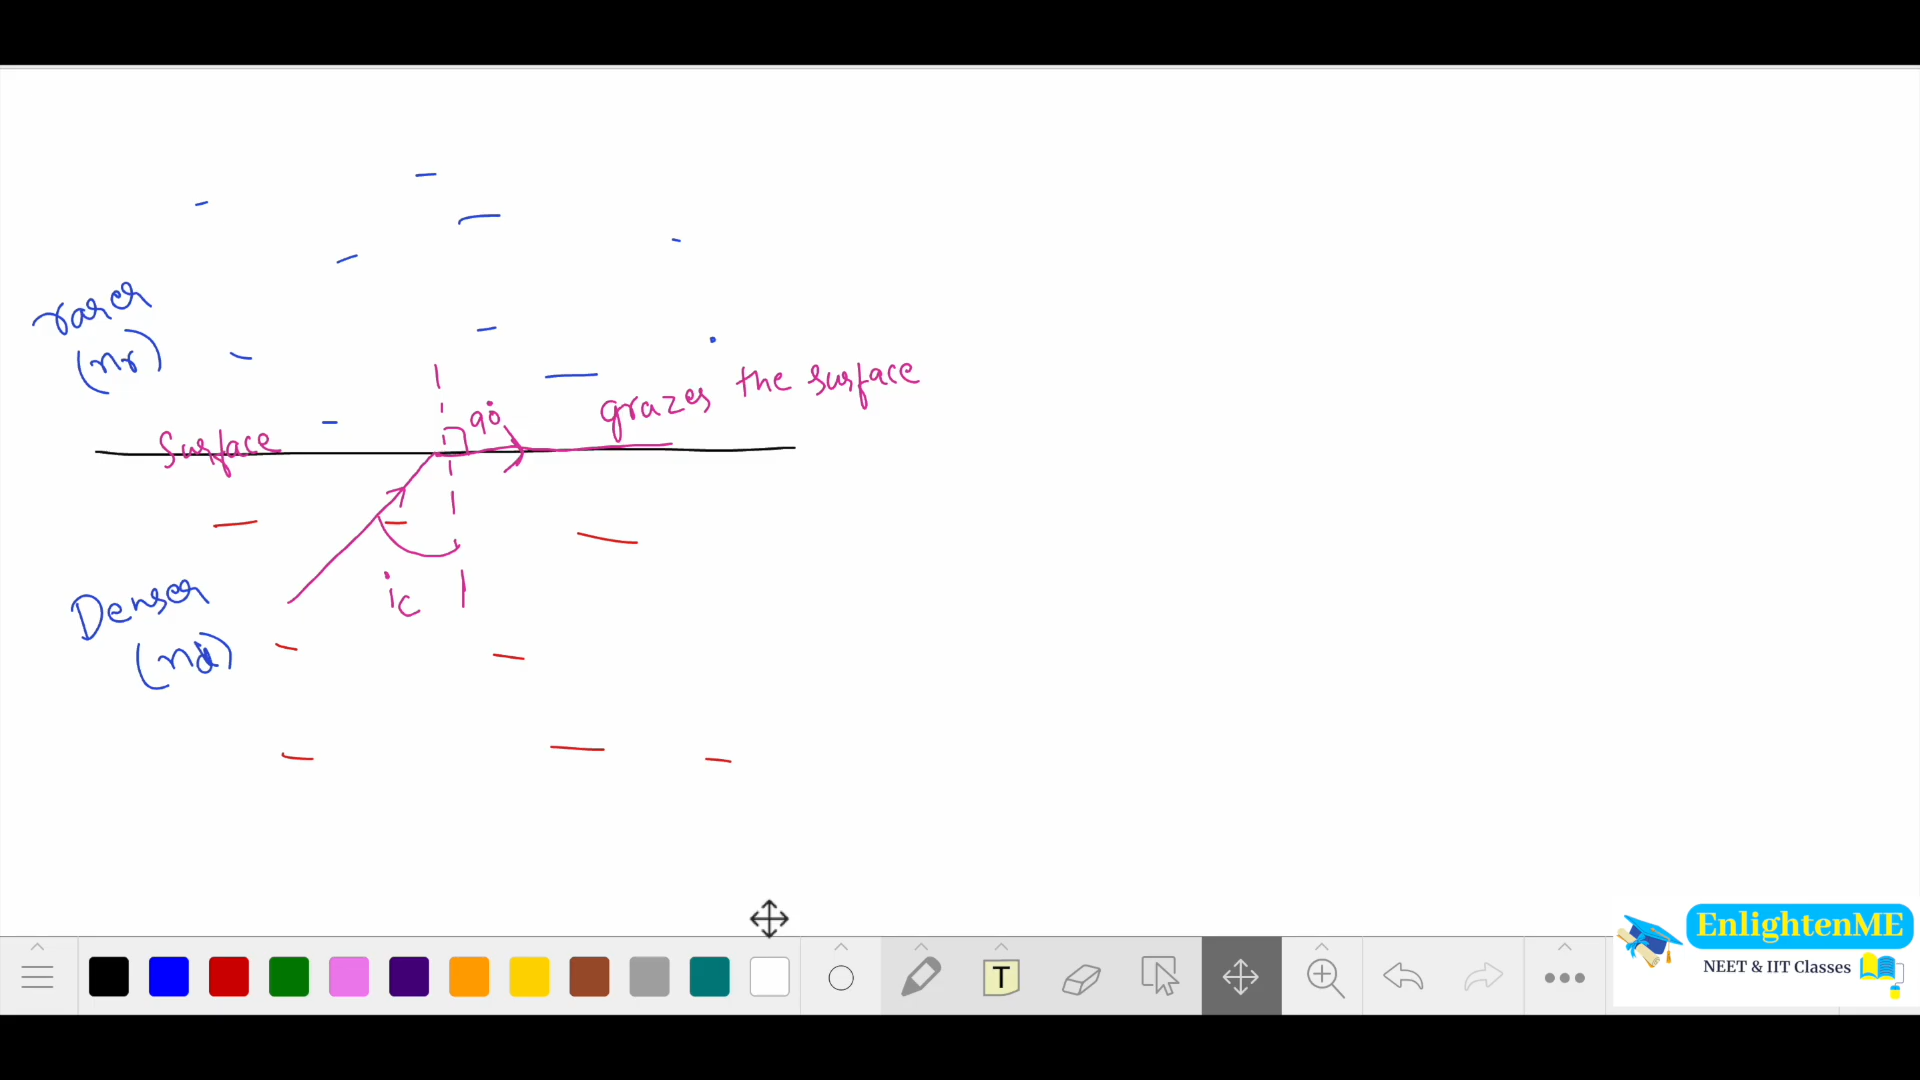 rarer
(nr)
90°
grazes the surface
Surface
ic
Denser
(nd)
T
EnlightenME
NEET & IIT Classes